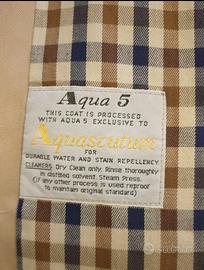 Aqua 5
THIS COAT IS PROCESSED
WITH AQUA 5 EXCLUSIVE TO
Aquascutum
FOR
DURABLE WATER AND STAIN REPELLENCY
CLEANERS: Dry Clean only. Rinse thoroughly
in distilled solvent. Steam Press.
(if any other process is used reproof
to maintain original standard)
subito